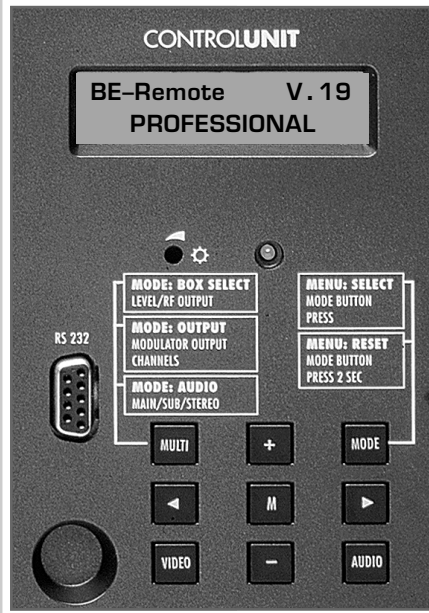 CONTROLUNIT
BE–Remote V.19
PROFESSIONAL
MODE: BOX SELECT
LEVEL/RF OUTPUT
MODE: OUTPUT
MODULATOR OUTPUT
CHANNELS
MODE: AUDIO
MAIN/SUB/STEREO
MENU: SELECT
MODE BUTTON
PRESS
MENU: RESET
MODE BUTTON
PRESS 2 SEC
RS 232
MULTI + MODE
◄ M ►
VIDEO − AUDIO